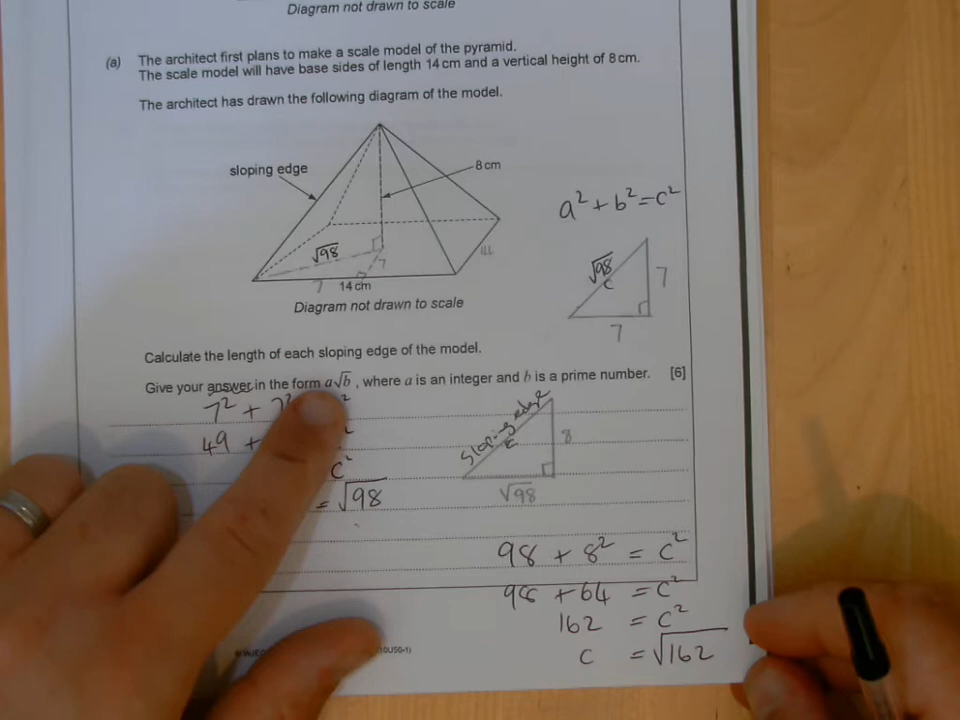 Diagram not drawn to scale
(a) The architect first plans to make a scale model of the pyramid.
The scale model will have base sides of length 14 cm and a vertical height of 8 cm.
The architect has drawn the following diagram of the model.
sloping edge
8 cm
√98
7
7
14 cm
Diagram not drawn to scale
a² + b² = c²
√98
c
7
7
Calculate the length of each sloping edge of the model.
Give your answer in the form a√b, where a is an integer and b is a prime number. [6]
7² + 7²
49 +
c²
= √98
sloping edge
c
8
√98
98 + 8² = c²
98 + 64 = c²
162 = c²
c = √162